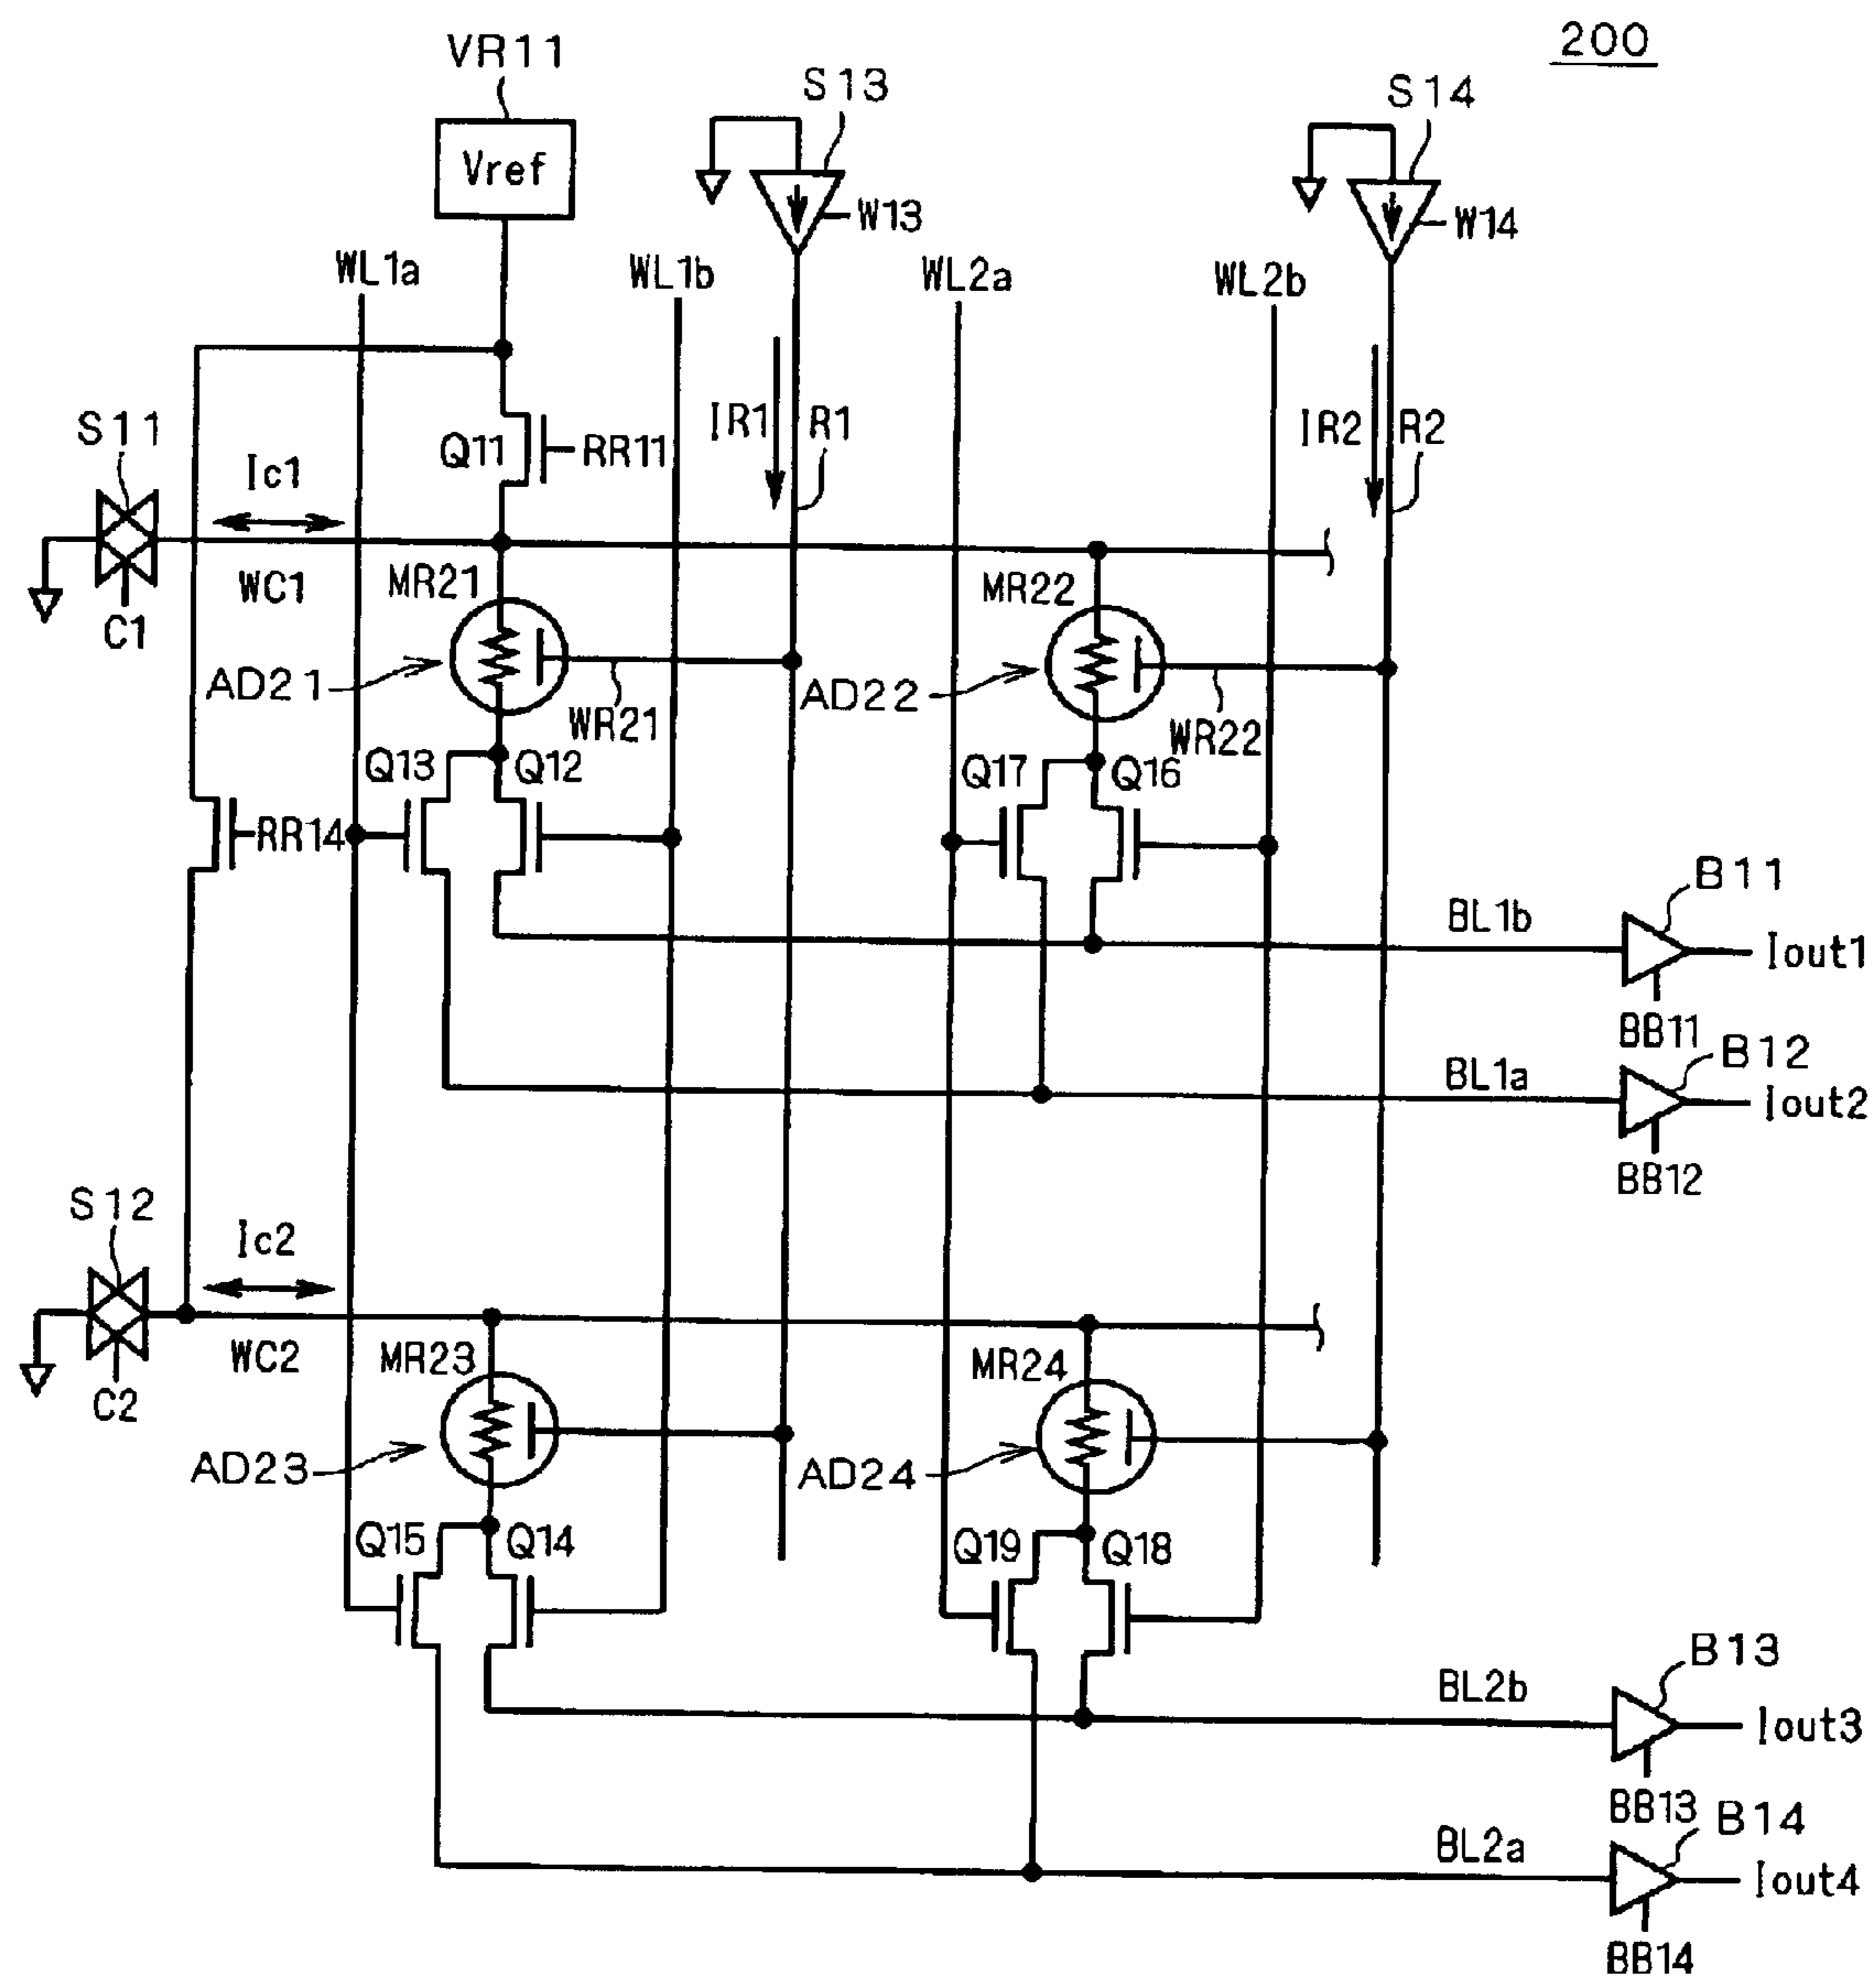 200
VR11
S13
S14
Vref
W13
W14
WL1a
WL1b
WL2a
WL2b
S11
Ic1
Q11
RR11
IR1
R1
IR2
R2
WC1
C1
MR21
MR22
AD21
WR21
AD22
WR22
Q13
Q12
Q17
Q16
RR14
B11
BL1b
Iout1
BB11
B12
BL1a
Iout2
BB12
S12
Ic2
WC2
C2
MR23
MR24
AD23
AD24
Q15
Q14
Q19
Q18
B13
BL2b
Iout3
BB13
B14
BL2a
Iout4
BB14